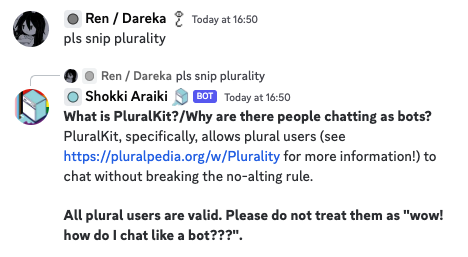 Ren / Dareka Today at 16:50
pls snip plurality
Ren / Dareka pls snip plurality
Shokki Araiki BOT Today at 16:50
What is PluralKit?/Why are there people chatting as bots?
PluralKit, specifically, allows plural users (see
https://pluralpedia.org/w/Plurality for more information!) to
chat without breaking the no-alting rule.
All plural users are valid. Please do not treat them as "wow!
how do I chat like a bot???".